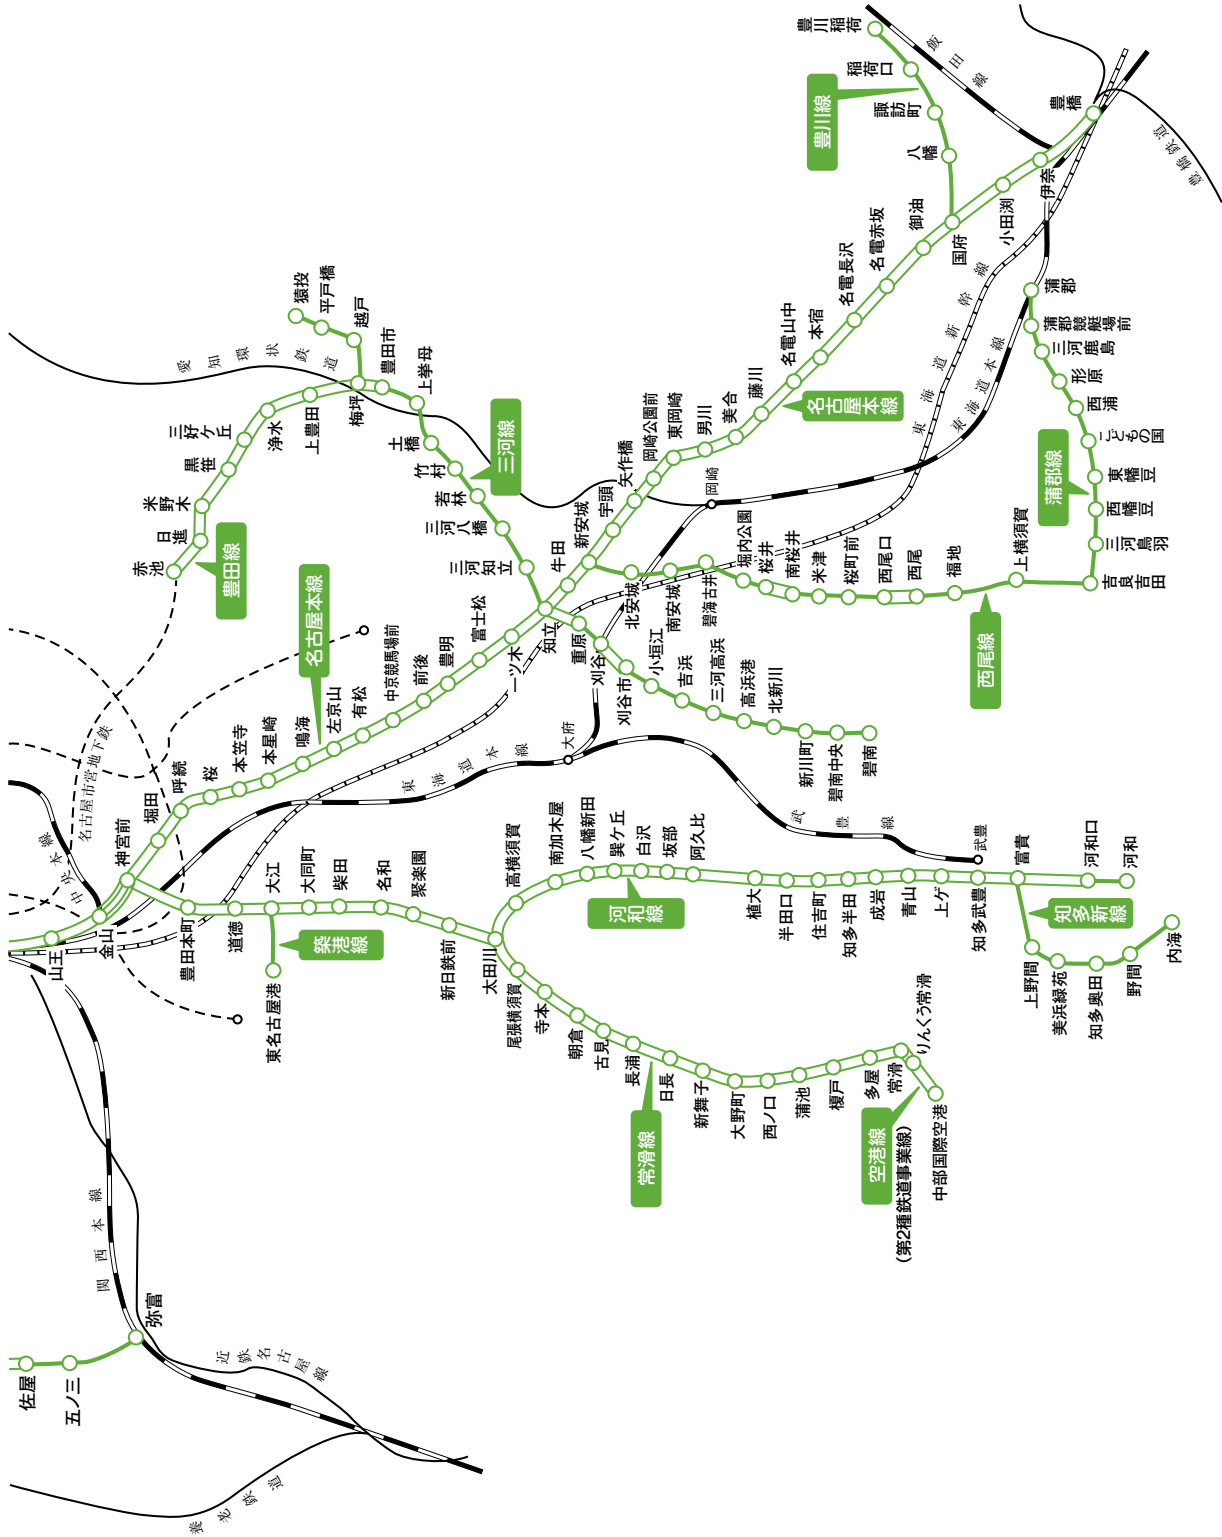 豊川稲荷
稲荷口
諏訪町
八幡
豊川線
飯田線
豊橋
豊橋鉄道
伊奈
小田渕
国府
御油
名電赤坂
名電長沢
本宿
名電山中
藤川
名古屋本線
美合
男川
東岡崎
岡崎公園前
矢作橋
宇頭
新安城
牛田
知立
一ツ木
富士松
豊明
前後
中京競馬場前
有松
左京山
鳴海
名古屋本線
本星崎
本笠寺
桜
呼続
堀田
神宮前
金山
山王
東海道新幹線
東海道本線
岡崎
蒲郡
蒲郡競艇場前
三河鹿島
形原
西浦
こどもの国
東幡豆
西幡豆
三河鳥羽
吉良吉田
蒲郡線
上横須賀
福地
西尾
西尾口
桜町前
米津
南桜井
桜井
堀内公園
碧海古井
南安城
北安城
西尾線
猿投
平戸橋
越戸
豊田市
上挙母
土橋
竹村
若林
三河八橋
三河知立
三河線
愛知環状鉄道
梅坪
上豊田
浄水
三好ケ丘
黒笹
米野木
日進
赤池
豊田線
名古屋市営地下鉄
中央本線
重原
刈谷
刈谷市
小垣江
吉浜
三河高浜
高浜港
北新川
新川町
碧南中央
碧南
大府
東海道本線
武豊線
武豊
豊田本町
道徳
大江
大同町
柴田
名和
聚楽園
新日鉄前
太田川
築港線
東名古屋港
高横須賀
南加木屋
八幡新田
巽ケ丘
白沢
坂部
阿久比
植大
半田口
住吉町
知多半田
成岩
青山
上ゲ
知多武豊
富貴
河和口
河和
河和線
知多新線
上野間
美浜緑苑
知多奥田
野間
内海
尾張横須賀
寺本
朝倉
古見
長浦
日長
新舞子
大野町
西ノ口
蒲池
榎戸
多屋
常滑
常滑線
りんくう常滑
中部国際空港
空港線
(第2種鉄道事業線)
関西本線
弥富
五ノ三
佐屋
近鉄名古屋線
養老鉄道